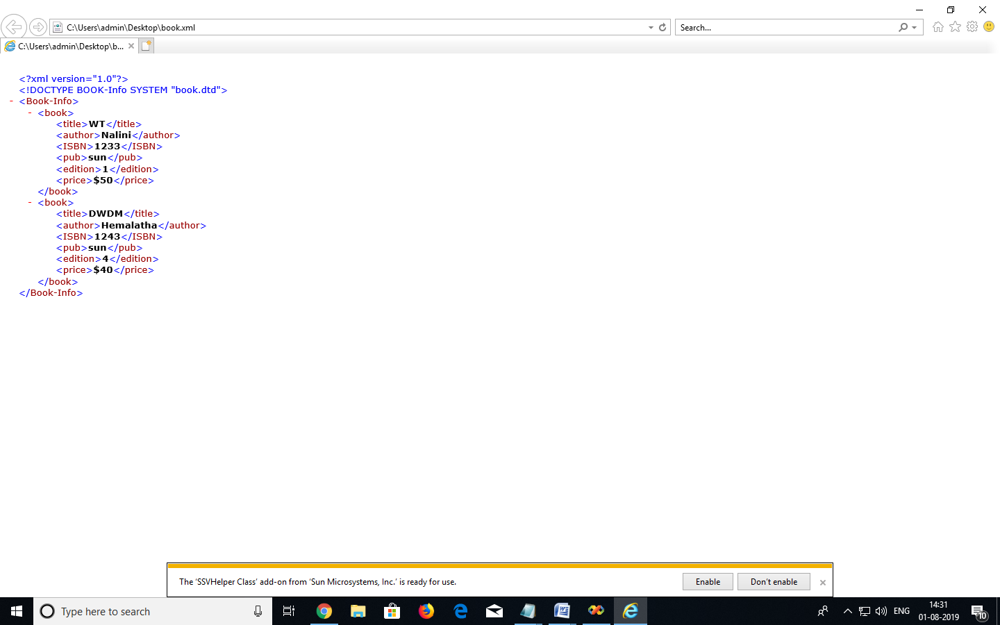 C:\Users\admin\Desktop\book.xml
Search...
C:\Users\admin\Desktop\b...
<?xml version="1.0"?>
<!DOCTYPE BOOK-Info SYSTEM "book.dtd">
- <Book-Info>
- <book>
<title>WT</title>
<author>Nalini</author>
<ISBN>1233</ISBN>
<pub>sun</pub>
<edition>1</edition>
<price>$50</price>
</book>
- <book>
<title>DWDM</title>
<author>Hemalatha</author>
<ISBN>1243</ISBN>
<pub>sun</pub>
<edition>4</edition>
<price>$40</price>
</book>
</Book-Info>
The ‘SSVHelper Class’ add-on from ‘Sun Microsystems, Inc.’ is ready for use.
Enable
Don’t enable
Type here to search
ENG
14:31
01-08-2019
10